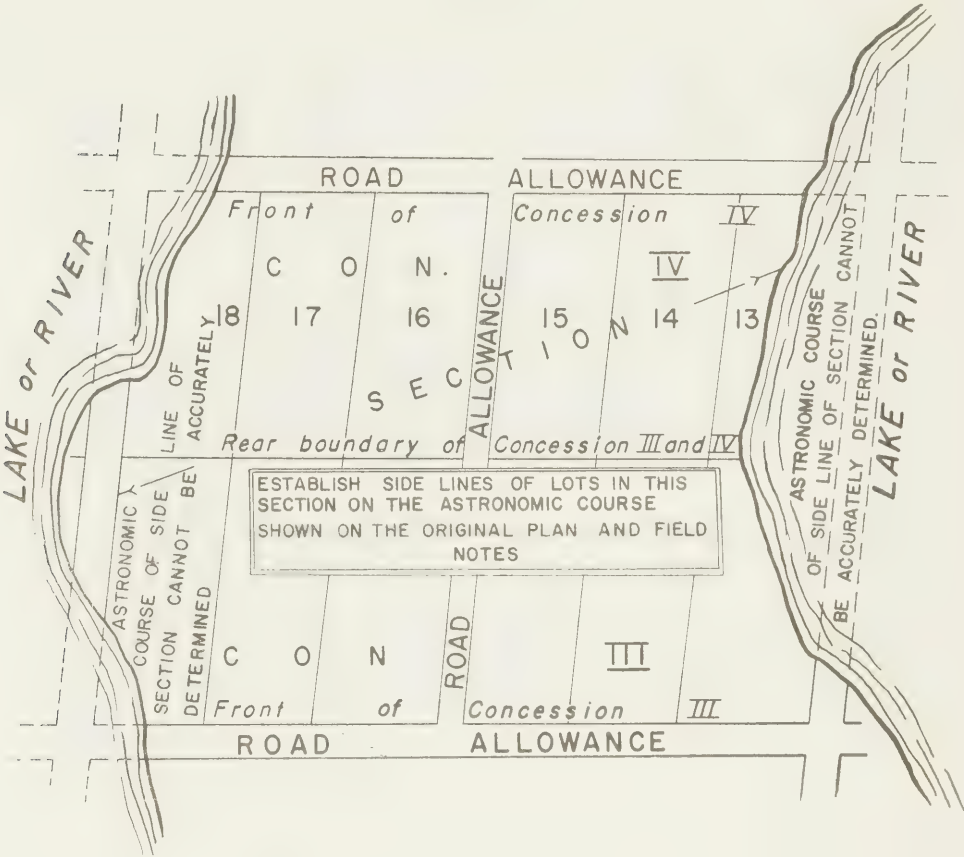 ROAD ALLOWANCE
Front of Concession IV
LAKE or RIVER
C O N. IV
18 17 16 15 14 13
SECTION
ALLOWANCE
ASTRONOMIC COURSE
OF SIDE LINE OF SECTION CANNOT
BE ACCURATELY DETERMINED.
LAKE or RIVER
Rear boundary of Concession III and IV
ASTRONOMIC LINE OF
COURSE OF SIDE ACCURATELY
SECTION CANNOT BE
DETERMINED
ESTABLISH SIDE LINES OF LOTS IN THIS
SECTION ON THE ASTRONOMIC COURSE
SHOWN ON THE ORIGINAL PLAN AND FIELD
NOTES
C O N III
ROAD
Front of Concession III
ROAD ALLOWANCE